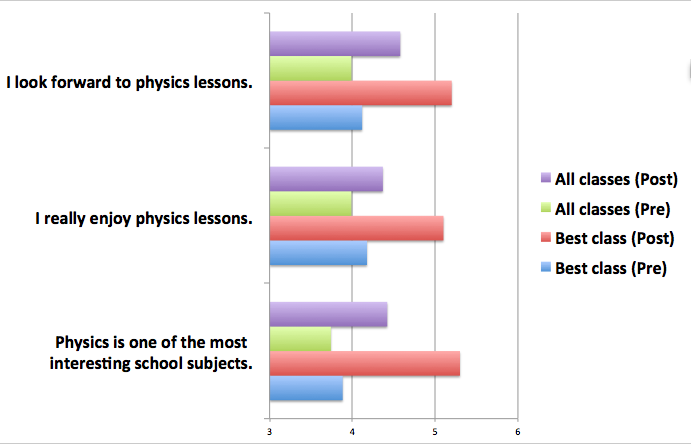 I look forward to physics lessons.
I really enjoy physics lessons.
Physics is one of the most
interesting school subjects.
All classes (Post)
All classes (Pre)
Best class (Post)
Best class (Pre)
3 4 5 6